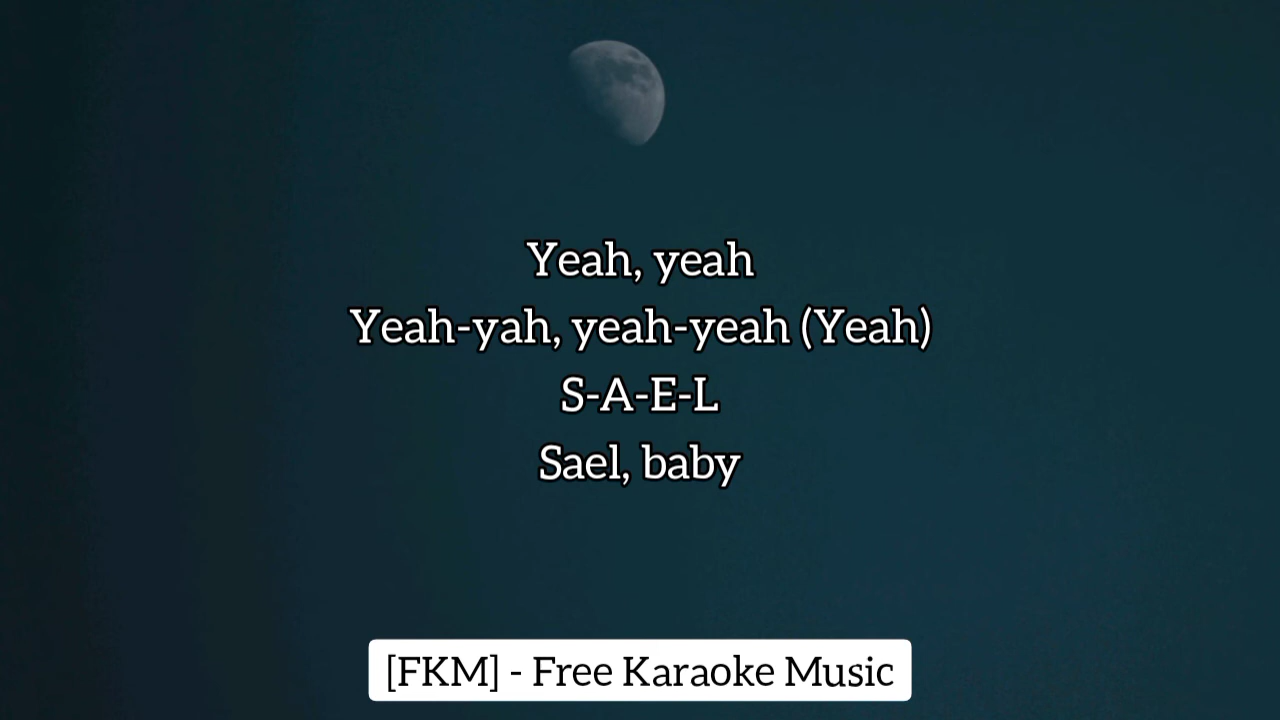 Yeah, yeah
Yeah-yah, yeah-yeah (Yeah)
S-A-E-L
Sael, baby
[FKM] - Free Karaoke Music